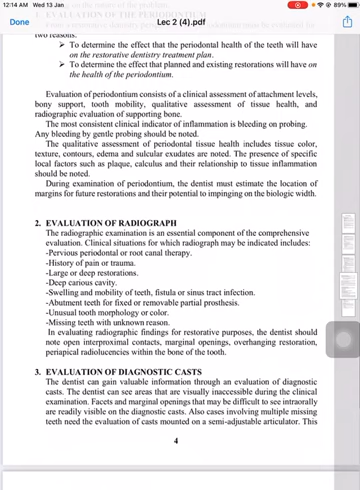 12:14 AM Wed 13 Jan
89%
Done
Lec 2 (4).pdf
two reasons:
➢ To determine the effect that the periodontal health of the teeth will have
on the restorative dentistry treatment plan.
➢ To determine the effect that planned and existing restorations will have on
the health of the periodontium.
Evaluation of periodontium consists of a clinical assessment of attachment levels,
bony support, tooth mobility, qualitative assessment of tissue health, and
radiographic evaluation of supporting bone.
The most consistent clinical indicator of inflammation is bleeding on probing.
Any bleeding by gentle probing should be noted.
The qualitative assessment of periodontal tissue health includes tissue color,
texture, contours, edema and sulcular exudates are noted. The presence of specific
local factors such as plaque, calculus and their relationship to tissue inflammation
should be noted.
During examination of periodontium, the dentist must estimate the location of
margins for future restorations and their potential to impinging on the biologic width.
2. EVALUATION OF RADIOGRAPH
The radiographic examination is an essential component of the comprehensive
evaluation. Clinical situations for which radiograph may be indicated includes:
-Pervious periodontal or root canal therapy.
-History of pain or trauma.
-Large or deep restorations.
-Deep carious cavity.
-Swelling and mobility of teeth, fistula or sinus tract infection.
-Abutment teeth for fixed or removable partial prosthesis.
-Unusual tooth morphology or color.
-Missing teeth with unknown reason.
In evaluating radiographic findings for restorative purposes, the dentist should
note open interproximal contacts, marginal openings, overhanging restoration,
periapical radiolucencies within the bone of the tooth.
3. EVALUATION OF DIAGNOSTIC CASTS
The dentist can gain valuable information through an evaluation of diagnostic
casts. The dentist can see areas that are visually inaccessible during the clinical
examination. Facets and marginal openings that may be difficult to see intraorally
are readily visible on the diagnostic casts. Also cases involving multiple missing
teeth need the evaluation of casts mounted on a semi-adjustable articulator. This
4